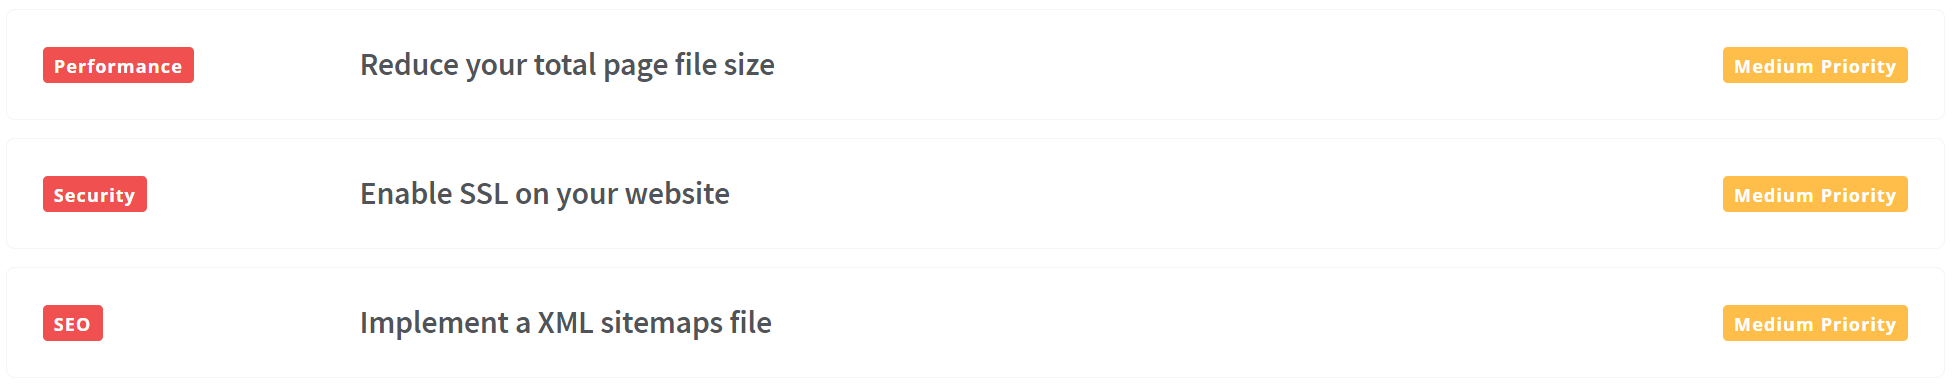 Performance Reduce your total page file size Medium Priority
Security Enable SSL on your website Medium Priority
SEO Implement a XML sitemaps file Medium Priority